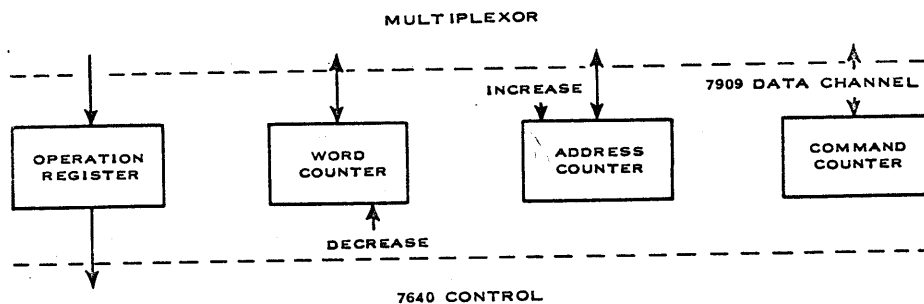 MULTIPLEXOR
INCREASE
7909 DATA CHANNEL
OPERATION
REGISTER
WORD
COUNTER
ADDRESS
COUNTER
COMMAND
COUNTER
DECREASE
7640 CONTROL